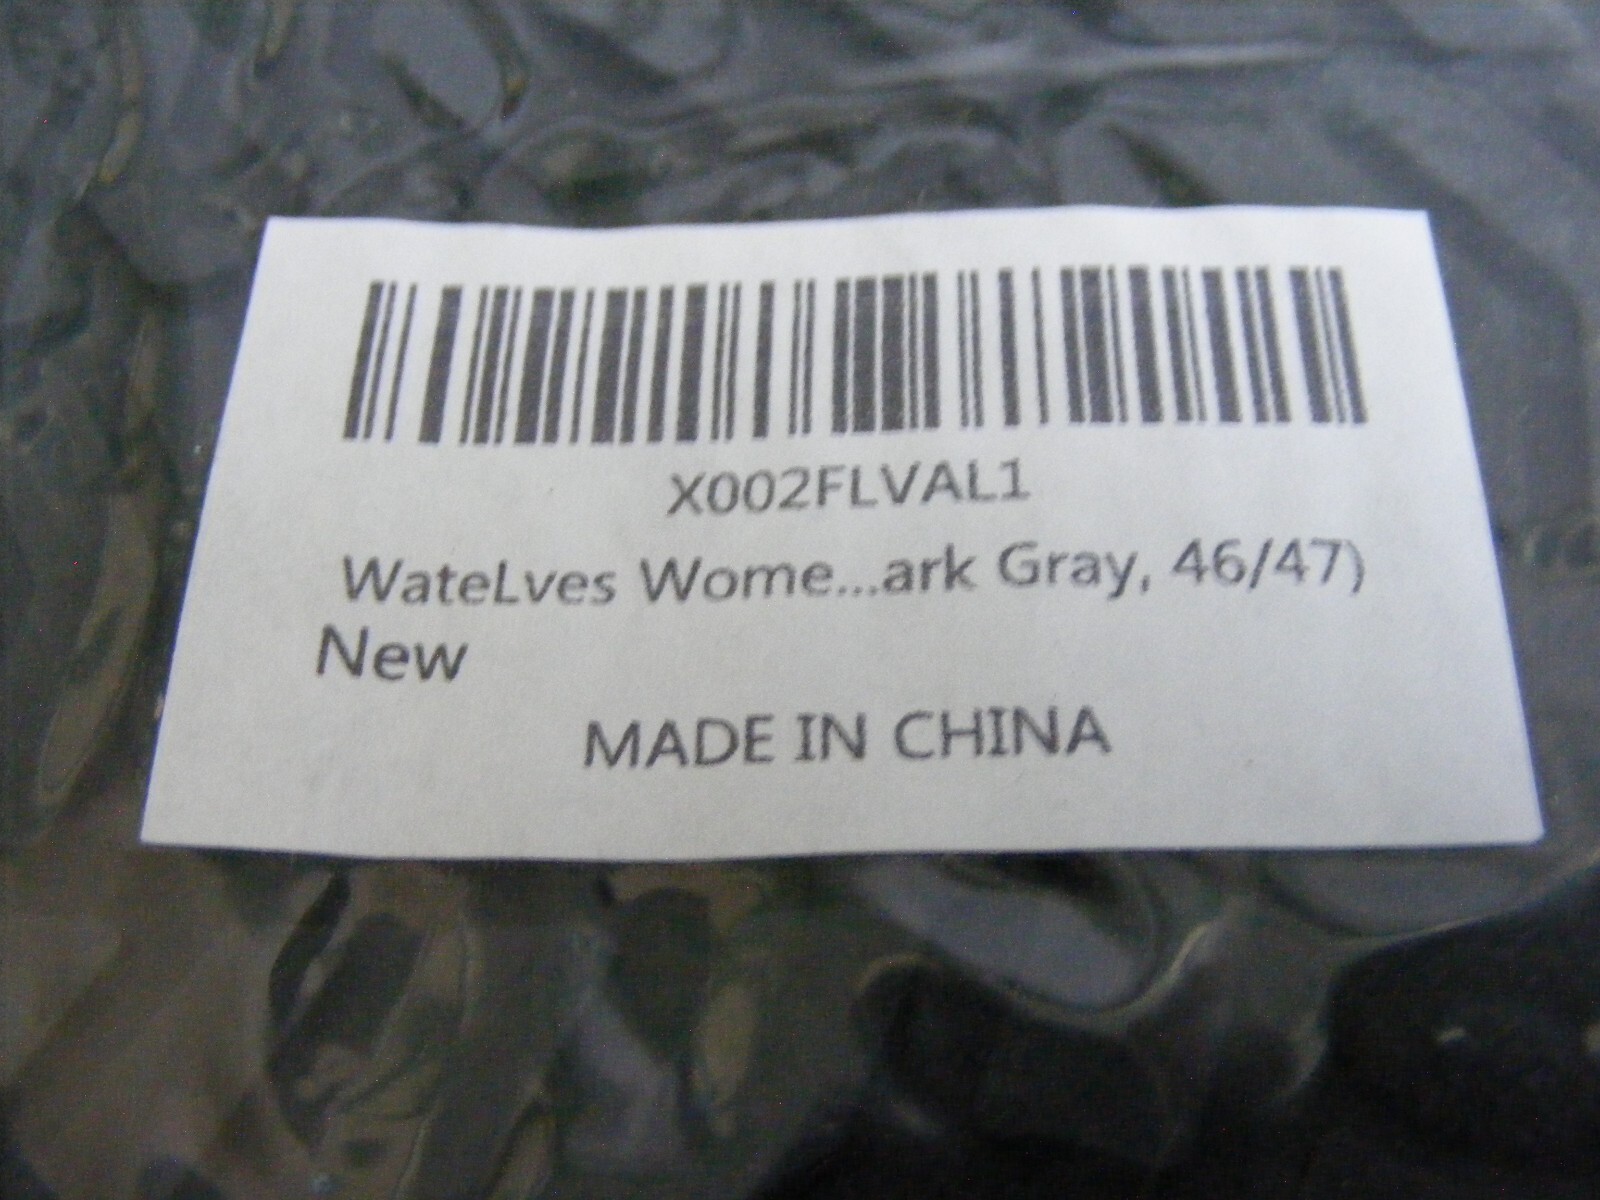 X002FLVAL1
WateLves Wome...ark Gray, 46/47)
New
MADE IN CHINA